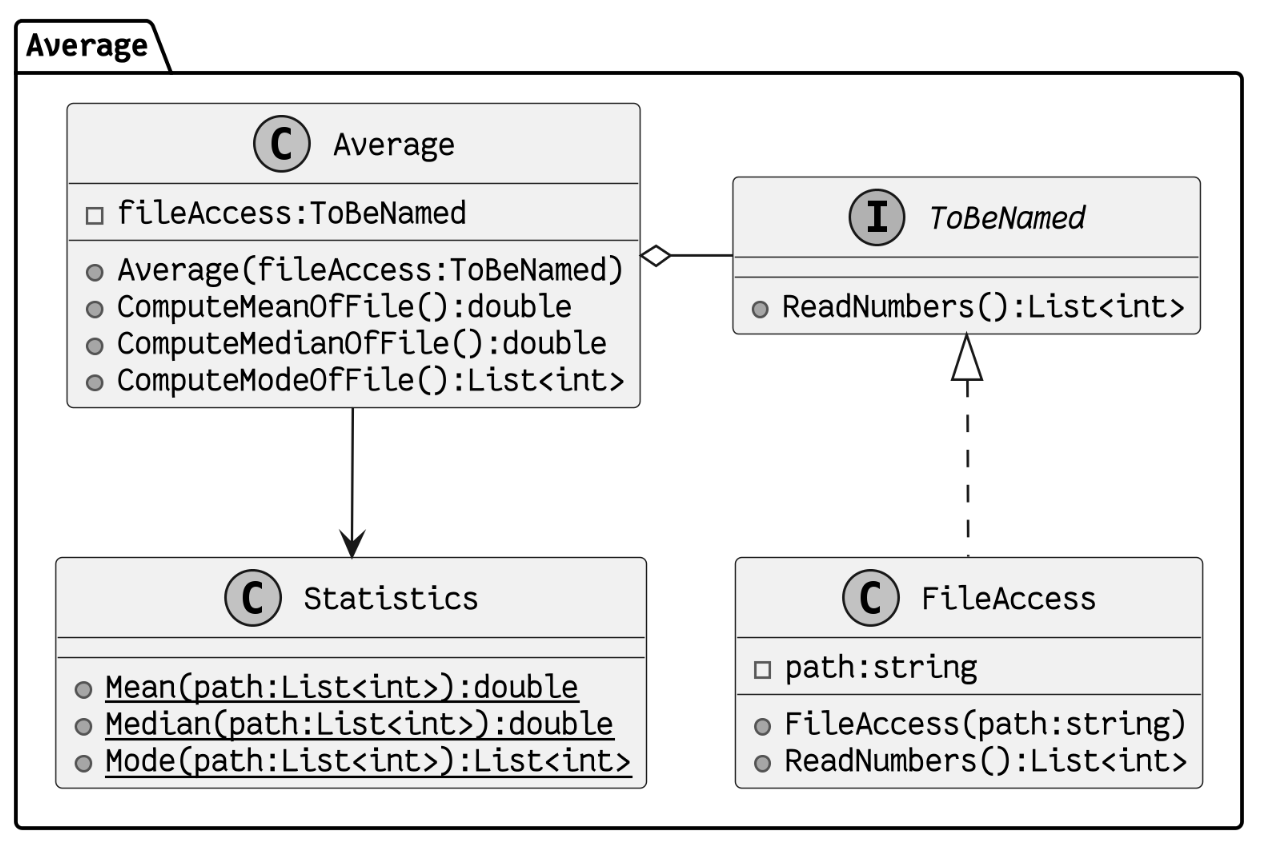 Average
C Average
fileAccess:ToBeNamed
Average(fileAccess:ToBeNamed)
ComputeMeanOfFile():double
ComputeMedianOfFile():double
ComputeModeOfFile():List<int>
I ToBeNamed
ReadNumbers():List<int>
C Statistics
Mean(path:List<int>):double
Median(path:List<int>):double
Mode(path:List<int>):List<int>
C FileAccess
path:string
FileAccess(path:string)
ReadNumbers():List<int>